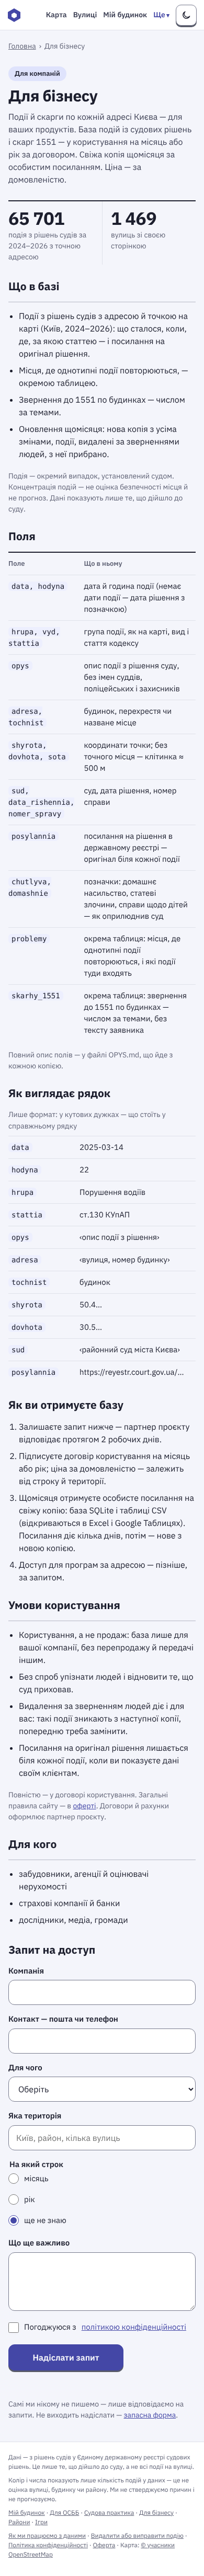 Карта Вулиці Мій будинок Ще ▾
Головна › Для бізнесу
Для компаній
Для бізнесу
Події й скарги по кожній адресі Києва — для
ваших продуктів. База подій із судових рішень
і скарг 1551 — у користування на місяць або
рік за договором. Свіжа копія щомісяця за
особистим посиланням. Ціна — за
домовленістю.
65 701
подія з рішень судів за
2024–2026 з точною
адресою
1 469
вулиць зі своєю
сторінкою
Що в базі
• Події з рішень судів з адресою й точкою на
карті (Київ, 2024–2026): що сталося, коли,
де, за якою статтею — і посилання на
оригінал рішення.
• Місця, де однотипні події повторюються, —
окремою таблицею.
• Звернення до 1551 по будинках — числом
за темами.
• Оновлення щомісяця: нова копія з усіма
змінами, події, видалені за зверненнями
людей, з неї прибрано.
Подія — окремий випадок, установлений судом.
Концентрація подій — не оцінка безпечності місця й
не прогноз. Дані показують лише те, що дійшло до
суду.
Поля
Поле Що в ньому
data, hodyna дата й година події (немає
дати події — дата рішення з
позначкою)
hrupa, vyd,
stattia група події, як на карті, вид і
стаття кодексу
opys опис події з рішення суду,
без імен суддів,
поліцейських і захисників
adresa,
tochnist будинок, перехрестя чи
назване місце
shyrota,
dovhota, sota координати точки; без
точного місця — клітинка ≈
500 м
sud,
data_rishennia,
nomer_spravy суд, дата рішення, номер
справи
posylannia посилання на рішення в
державному реєстрі —
оригінал біля кожної події
chutlyva,
domashnie позначки: домашнє
насильство, статеві
злочини, справи щодо дітей
— як оприлюднив суд
problemy окрема таблиця: місця, де
однотипні події
повторюються, і які події
туди входять
skarhy_1551 окрема таблиця: звернення
до 1551 по будинках —
числом за темами, без
тексту заявника
Повний опис полів — у файлі OPYS.md, що йде з
кожною копією.
Як виглядає рядок
Лише формат: у кутових дужках — що стоїть у
справжньому рядку
data 2025-03-14
hodyna 22
hrupa Порушення водіїв
stattia ст.130 КУпАП
opys ‹опис події з рішення›
adresa ‹вулиця, номер будинку›
tochnist будинок
shyrota 50.4…
dovhota 30.5…
sud ‹районний суд міста Києва›
posylannia https://reyestr.court.gov.ua/…
Як ви отримуєте базу
1. Залишаєте запит нижче — партнер проєкту
відповідає протягом 2 робочих днів.
2. Підписуєте договір користування на місяць
або рік; ціна за домовленістю — залежить
від строку й території.
3. Щомісяця отримуєте особисте посилання на
свіжу копію: база SQLite і таблиці CSV
(відкриваються в Excel і Google Таблицях).
Посилання діє кілька днів, потім — нове з
новою копією.
4. Доступ для програм за адресою — пізніше,
за запитом.
Умови користування
• Користування, а не продаж: база лише для
вашої компанії, без перепродажу й передачі
іншим.
• Без спроб упізнати людей і відновити те, що
суд приховав.
• Видалення за зверненням людей діє і для
вас: такі події зникають з наступної копії,
попередню треба замінити.
• Посилання на оригінал рішення лишається
біля кожної події, коли ви показуєте дані
своїм клієнтам.
Повністю — у договорі користування. Загальні
правила сайту — в оферті. Договори й рахунки
оформлює партнер проєкту.
Для кого
• забудовники, агенції й оцінювачі
нерухомості
• страхові компанії й банки
• дослідники, медіа, громади
Запит на доступ
Компанія
Контакт — пошта чи телефон
Для чого
Оберіть
Яка територія
Київ, район, кілька вулиць
На який строк
місяць
рік
ще не знаю
Що ще важливо
Погоджуюся з політикою конфіденційності
Надіслати запит
Самі ми нікому не пишемо — лише відповідаємо на
запити. Не виходить надіслати — запасна форма.
Дані — з рішень судів у Єдиному державному реєстрі судових
рішень. Це лише те, що дійшло до суду, а не всі події на вулиці.
Колір і числа показують лише кількість подій у даних — це не
оцінка вулиці, будинку чи району. Ми не стверджуємо причин і
не прогнозуємо.
Мій будинок · Для ОСББ · Судова практика · Для бізнесу ·
Райони · Ігри
Як ми працюємо з даними · Видалити або виправити подію ·
Політика конфіденційності · Оферта · Карта: © учасники
OpenStreetMap